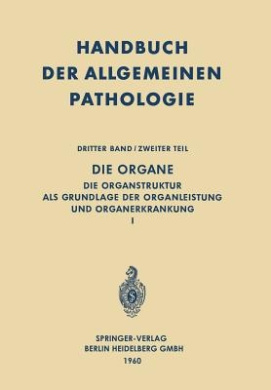 HANDBUCH
DER ALLGEMEINEN
PATHOLOGIE
DRITTER BAND/ZWEITER TEIL
DIE ORGANE
DIE ORGANSTRUKTUR
ALS GRUNDLAGE DER ORGANLEISTUNG
UND ORGANERKRANKUNG
I
SPRINGER-VERLAG
BERLIN HEIDELBERG GMBH
1960